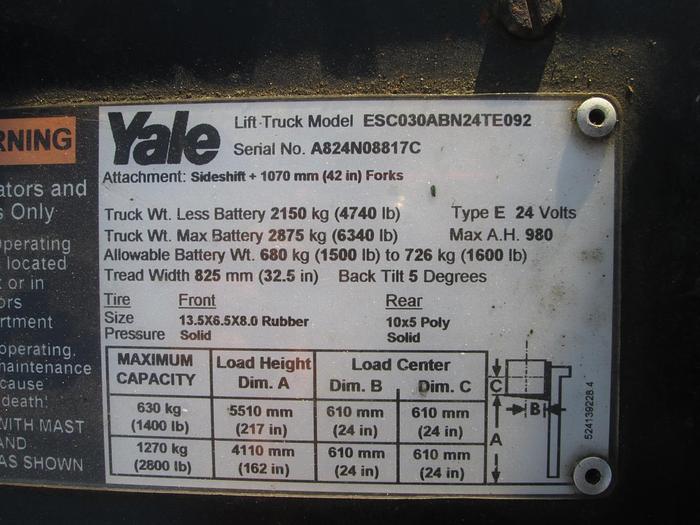 RNING
ators and
s Only
perating
located
or in
ors
rtment
operating.
maintenance
cause
death.
WITH MAST
AND
AS SHOWN
Yale
Lift Truck Model ESC030ABN24TE092
Serial No. A824N08817C
Attachment: Sideshift + 1070 mm (42 in) Forks
Truck Wt. Less Battery 2150 kg (4740 lb) Type E 24 Volts
Truck Wt. Max Battery 2875 kg (6340 lb) Max A.H. 980
Allowable Battery Wt. 680 kg (1500 lb) to 726 kg (1600 lb)
Tread Width 825 mm (32.5 in) Back Tilt 5 Degrees
Tire Front Rear
Size 13.5X6.5X8.0 Rubber 10x5 Poly
Pressure Solid Solid
MAXIMUM Load Height Load Center
CAPACITY Dim. A Dim. B Dim. C
630 kg 5510 mm 610 mm 610 mm
(1400 lb) (217 in) (24 in) (24 in)
1270 kg 4110 mm 610 mm 610 mm
(2800 lb) (162 in) (24 in) (24 in)
C
B
A
524139228.4